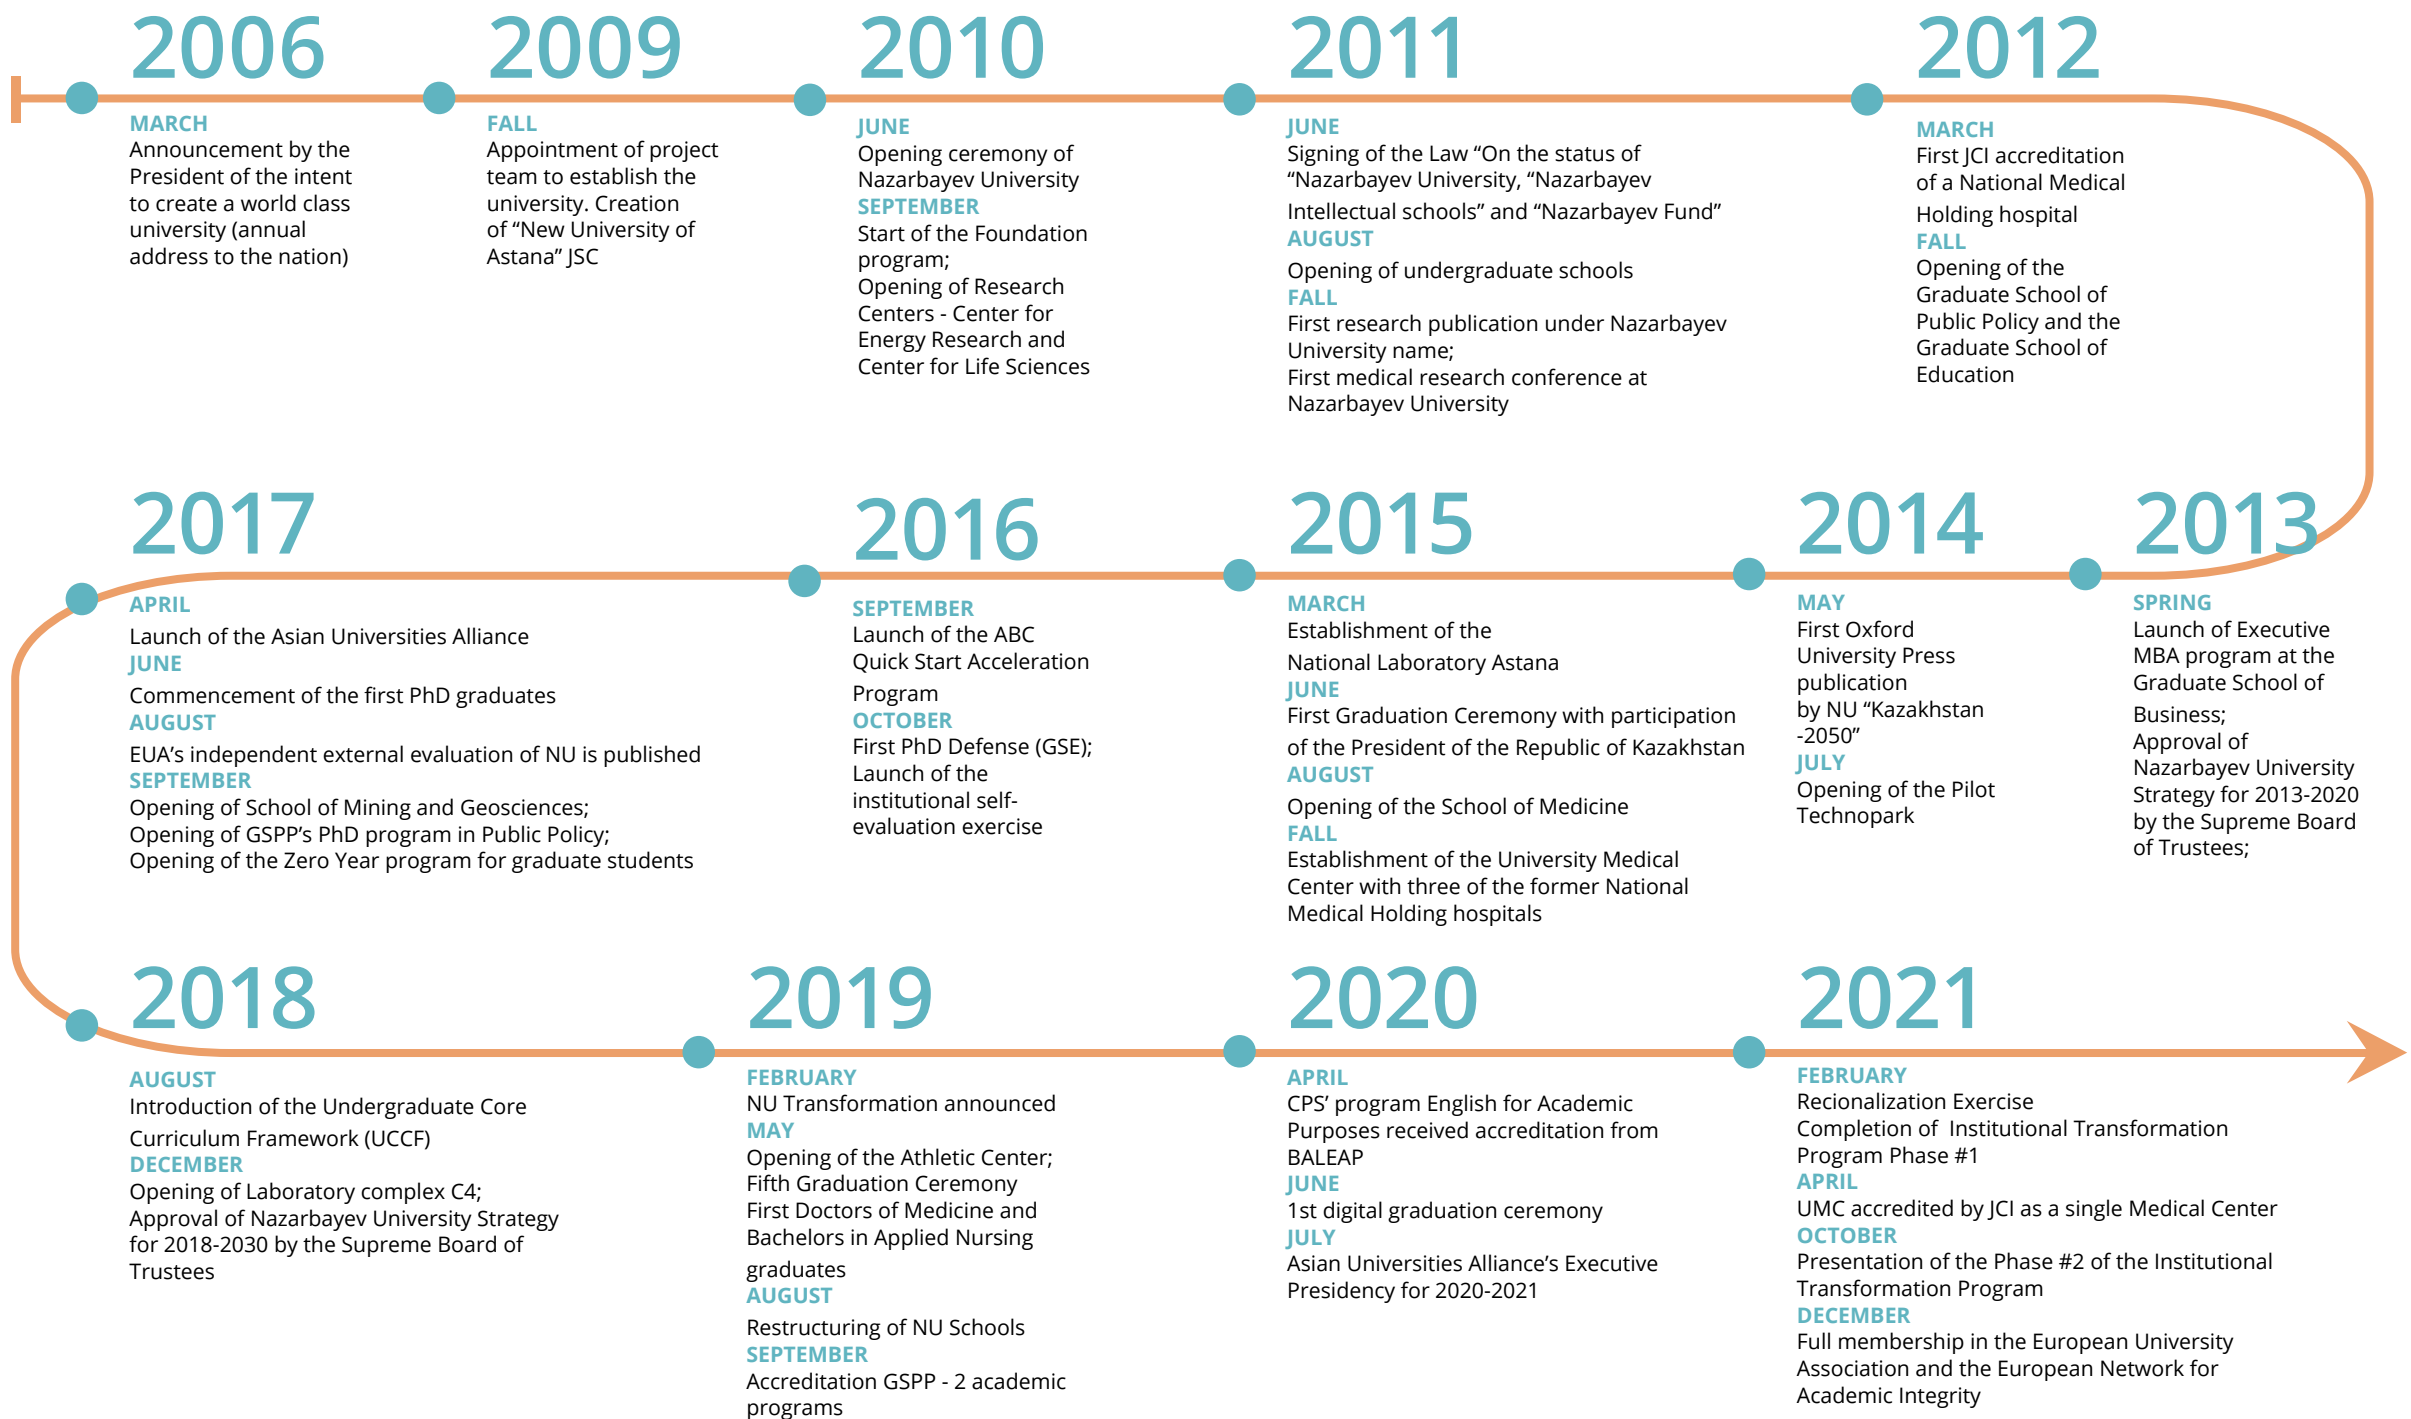 2006
MARCH
Announcement by the
President of the intent
to create a world class
university (annual
address to the nation)
2009
FALL
Appointment of project
team to establish the
university. Creation
of “New University of
Astana” JSC
2010
JUNE
Opening ceremony of
Nazarbayev University
SEPTEMBER
Start of the Foundation
program;
Opening of Research
Centers - Center for
Energy Research and
Center for Life Sciences
2011
JUNE
Signing of the Law “On the status of
“Nazarbayev University, “Nazarbayev
Intellectual schools” and “Nazarbayev Fund”
AUGUST
Opening of undergraduate schools
FALL
First research publication under Nazarbayev
University name;
First medical research conference at
Nazarbayev University
2012
MARCH
First JCI accreditation
of a National Medical
Holding hospital
FALL
Opening of the
Graduate School of
Public Policy and the
Graduate School of
Education
2013
SPRING
Launch of Executive
MBA program at the
Graduate School of
Business;
Approval of
Nazarbayev University
Strategy for 2013-2020
by the Supreme Board
of Trustees;
2014
MAY
First Oxford
University Press
publication
by NU “Kazakhstan
-2050”
JULY
Opening of the Pilot
Technopark
2015
MARCH
Establishment of the
National Laboratory Astana
JUNE
First Graduation Ceremony with participation
of the President of the Republic of Kazakhstan
AUGUST
Opening of the School of Medicine
FALL
Establishment of the University Medical
Center with three of the former National
Medical Holding hospitals
2016
SEPTEMBER
Launch of the ABC
Quick Start Acceleration
Program
OCTOBER
First PhD Defense (GSE);
Launch of the
institutional self-
evaluation exercise
2017
APRIL
Launch of the Asian Universities Alliance
JUNE
Commencement of the first PhD graduates
AUGUST
EUA’s independent external evaluation of NU is published
SEPTEMBER
Opening of School of Mining and Geosciences;
Opening of GSPP’s PhD program in Public Policy;
Opening of the Zero Year program for graduate students
2018
AUGUST
Introduction of the Undergraduate Core
Curriculum Framework (UCCF)
DECEMBER
Opening of Laboratory complex C4;
Approval of Nazarbayev University Strategy
for 2018-2030 by the Supreme Board of
Trustees
2019
FEBRUARY
NU Transformation announced
MAY
Opening of the Athletic Center;
Fifth Graduation Ceremony
First Doctors of Medicine and
Bachelors in Applied Nursing
graduates
AUGUST
Restructuring of NU Schools
SEPTEMBER
Accreditation GSPP - 2 academic
programs
2020
APRIL
CPS’ program English for Academic
Purposes received accreditation from
BALEAP
JUNE
1st digital graduation ceremony
JULY
Asian Universities Alliance’s Executive
Presidency for 2020-2021
2021
FEBRUARY
Recionalization Exercise
Completion of  Institutional Transformation
Program Phase #1
APRIL
UMC accredited by JCI as a single Medical Center
OCTOBER
Presentation of the Phase #2 of the Institutional
Transformation Program
DECEMBER
Full membership in the European University
Association and the European Network for
Academic Integrity